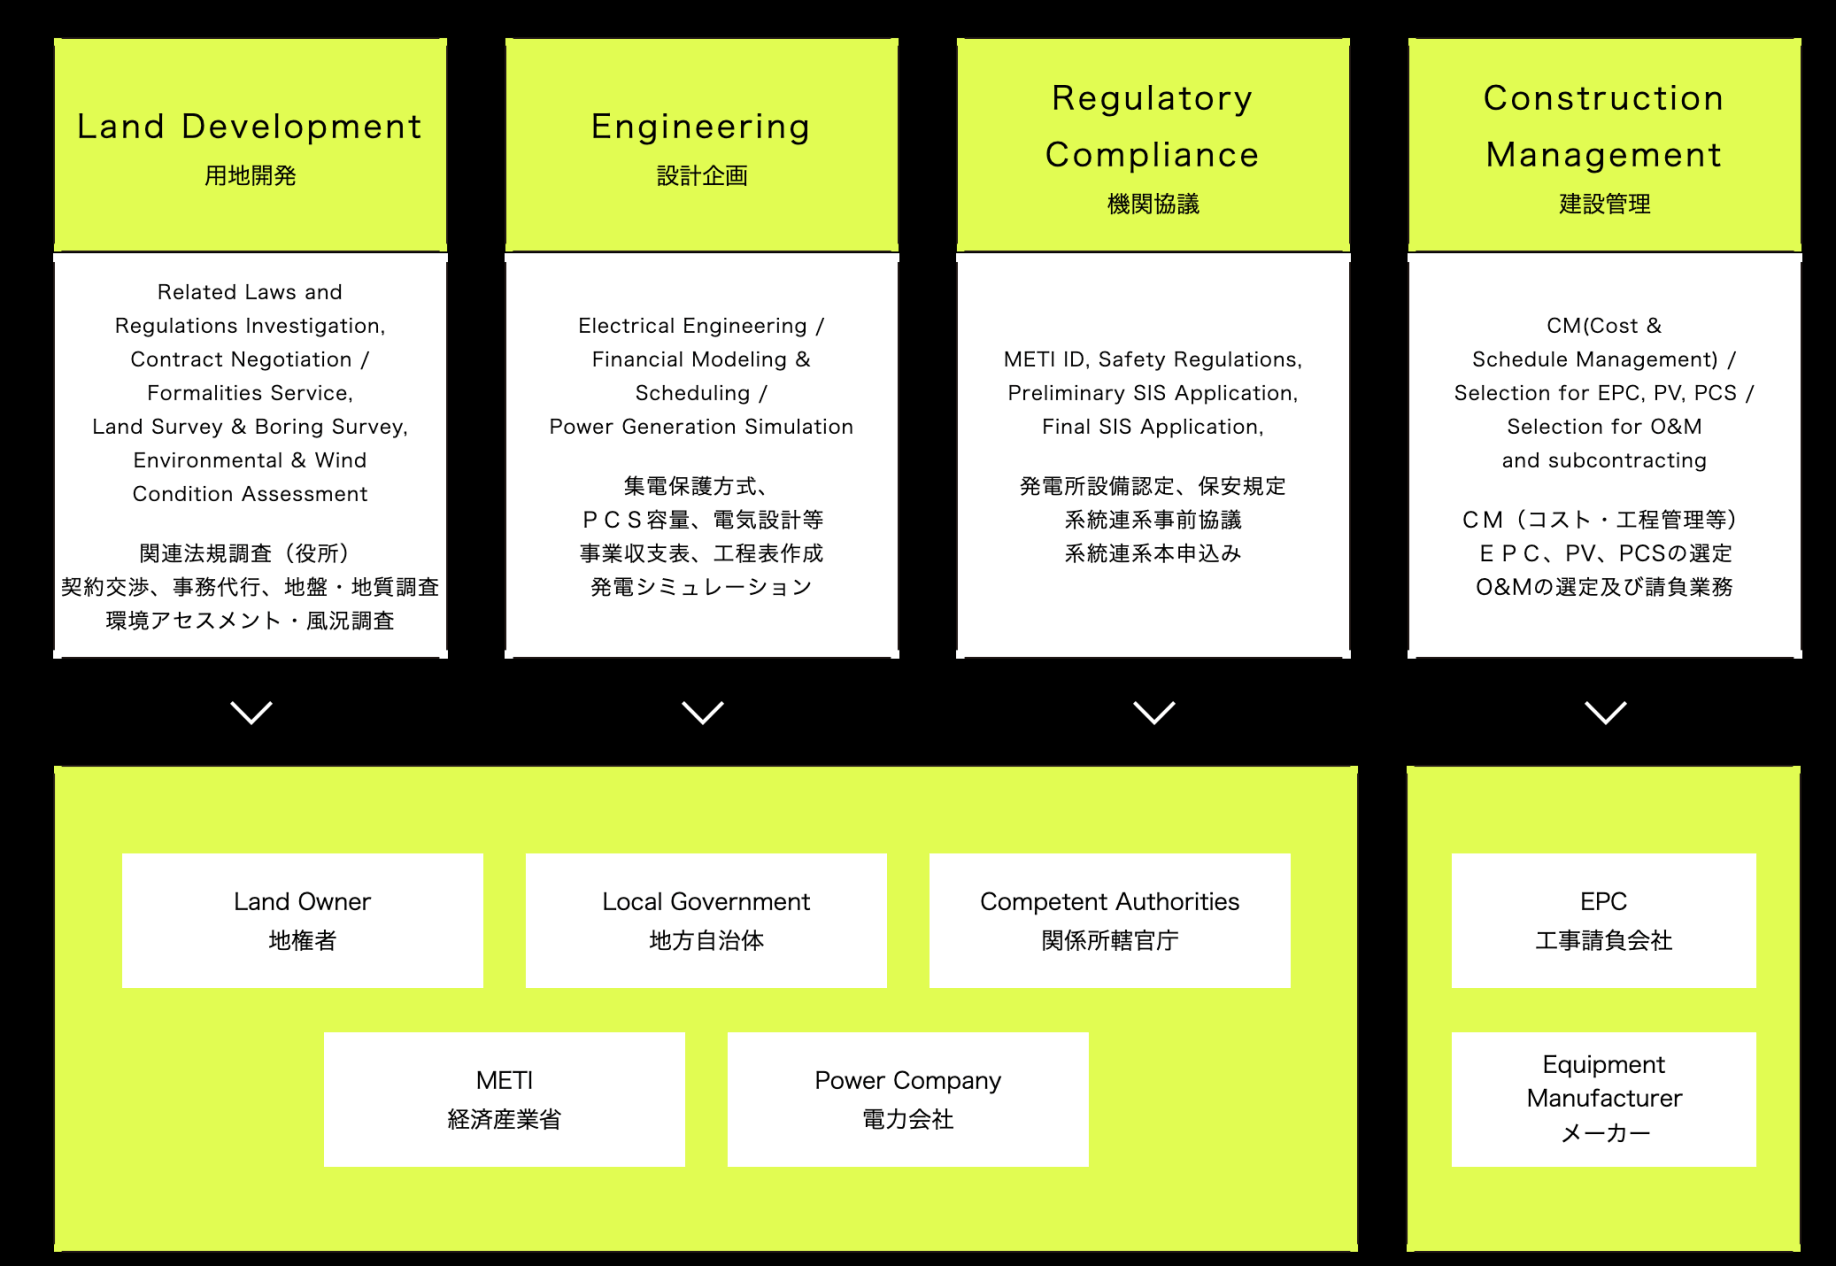 Land Development
用地開発
Related Laws and
Regulations Investigation,
Contract Negotiation /
Formalities Service,
Land Survey & Boring Survey,
Environmental & Wind
Condition Assessment
関連法規調査（役所）
契約交渉、事務代行、地盤・地質調査
環境アセスメント・風況調査
Engineering
設計企画
Electrical Engineering /
Financial Modeling &
Scheduling /
Power Generation Simulation
集電保護方式、
ＰＣＳ容量、電気設計等
事業収支表、工程表作成
発電シミュレーション
Regulatory
Compliance
機関協議
METI ID, Safety Regulations,
Preliminary SIS Application,
Final SIS Application,
発電所設備認定、保安規定
系統連系事前協議
系統連系本申込み
Construction
Management
建設管理
CM(Cost &
Schedule Management) /
Selection for EPC, PV, PCS /
Selection for O&M
and subcontracting
ＣＭ（コスト・工程管理等）
ＥＰＣ、PV、PCSの選定
O&Mの選定及び請負業務
Land Owner
地権者
Local Government
地方自治体
Competent Authorities
関係所轄官庁
METI
経済産業省
Power Company
電力会社
EPC
工事請負会社
Equipment
Manufacturer
メーカー